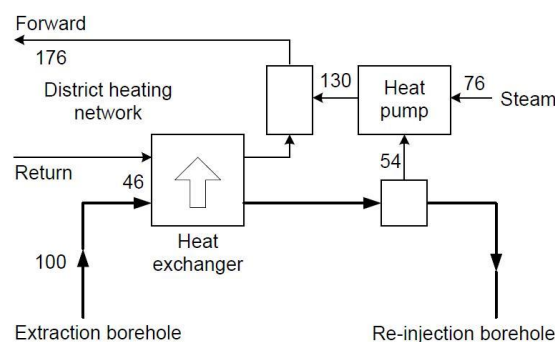 Forward
176
District heating
network
130
Heat
pump
76
Steam
Return
46
54
Heat
exchanger
100
Extraction borehole
Re-injection borehole